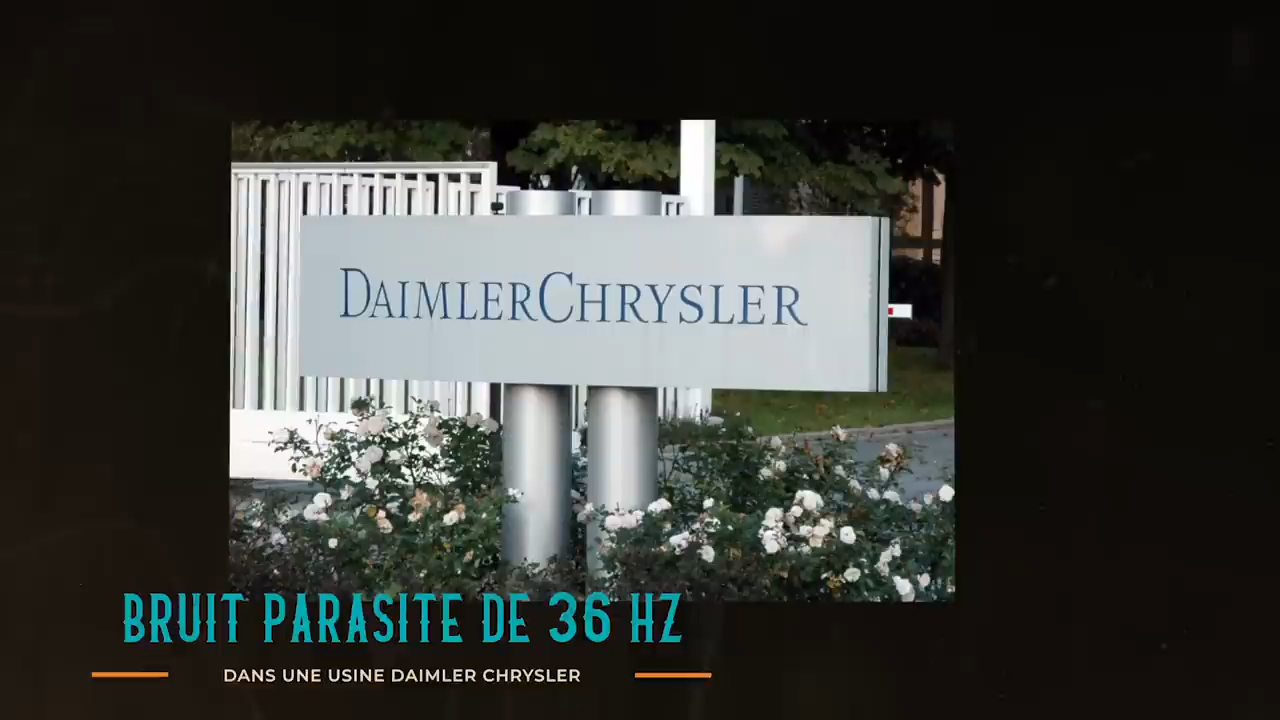 DAIMLERCHRYSLER
BRUIT PARASITE DE 36 HZ
DANS UNE USINE DAIMLER CHRYSLER